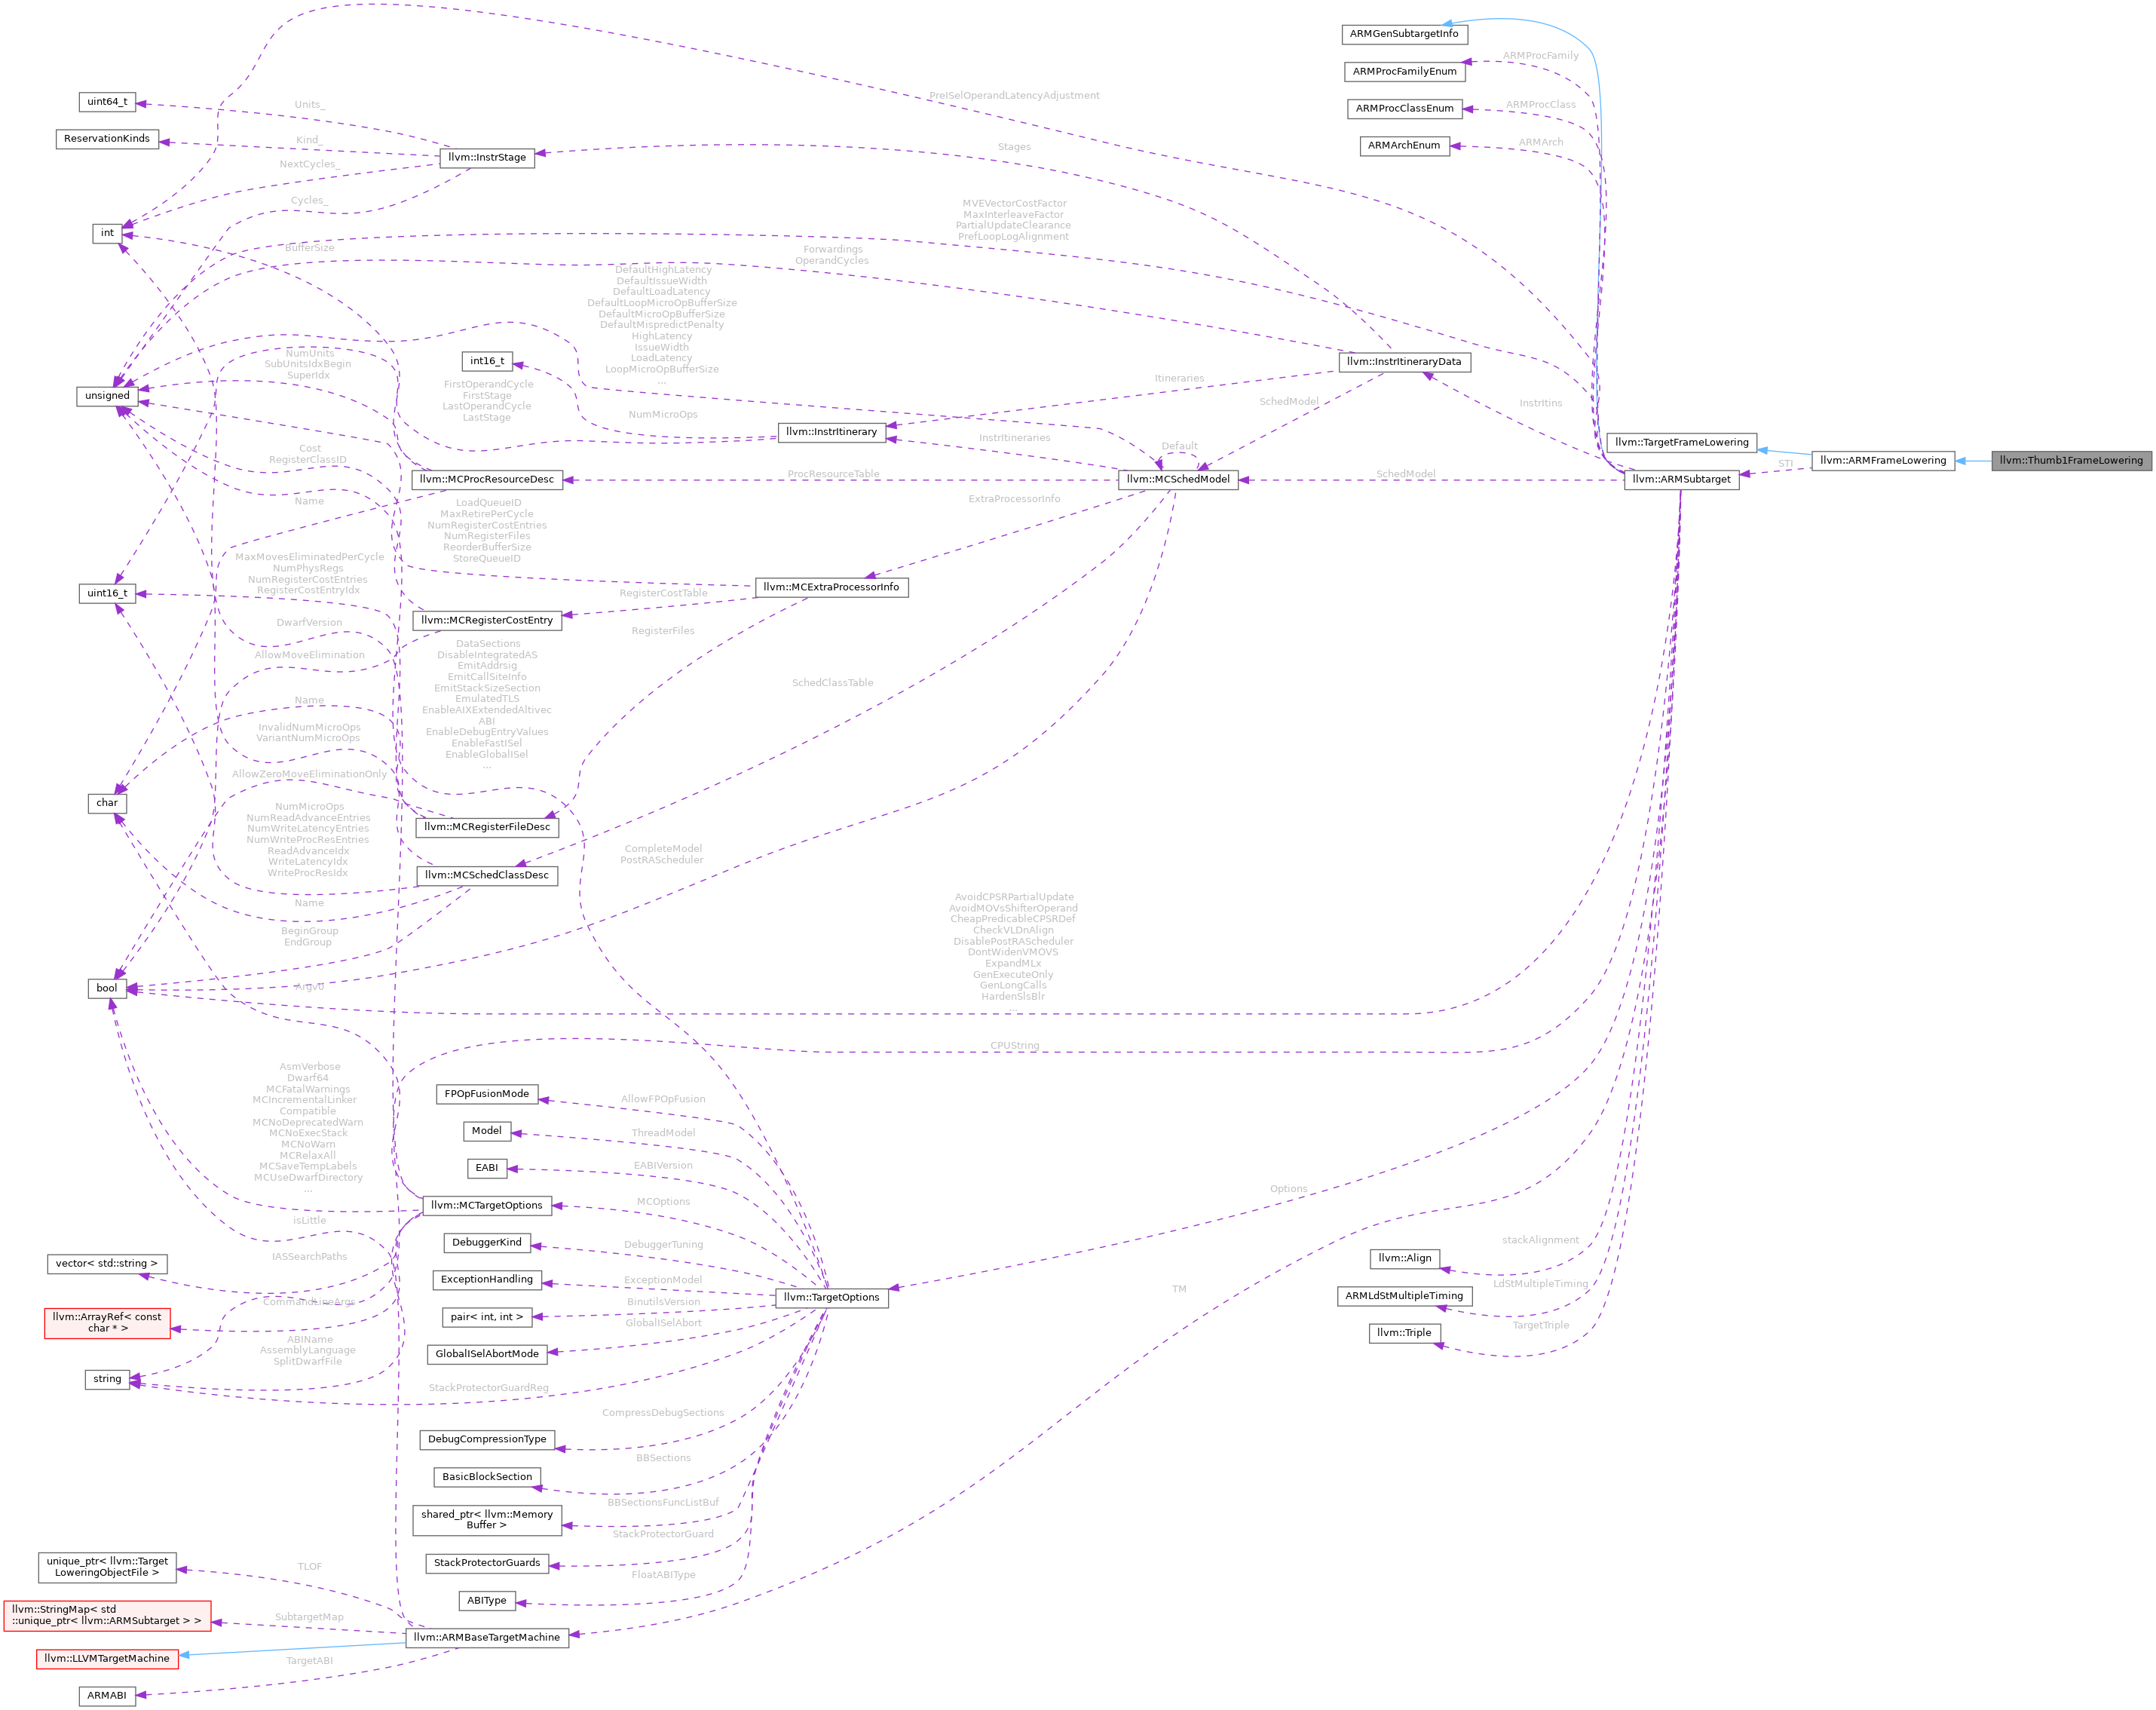 ARMGenSubtargetInfo
ARMProcFamily
ARMProcFamilyEnum
PreISelOperandLatencyAdjustment
uint64_t
Units_
ARMProcClassEnum
ARMProcClass
ReservationKinds
Kind_
ARMArchEnum
ARMArch
Stages
llvm::InstrStage
NextCycles_
Cycles_
MVEVectorCostFactor
MaxInterleaveFactor
PartialUpdateClearance
PrefLoopLogAlignment
int
BufferSize
Forwardings
OperandCycles
DefaultHighLatency
DefaultIssueWidth
DefaultLoadLatency
DefaultLoopMicroOpBufferSize
DefaultMicroOpBufferSize
DefaultMispredictPenalty
HighLatency
IssueWidth
LoadLatency
LoopMicroOpBufferSize
...
NumUnits
SubUnitsIdxBegin
SuperIdx
int16_t
llvm::InstrItineraryData
Itineraries
SchedModel
InstrItins
unsigned
FirstOperandCycle
FirstStage
LastOperandCycle
LastStage
NumMicroOps
llvm::InstrItinerary
InstrItineraries
Default
llvm::TargetFrameLowering
llvm::ARMFrameLowering
llvm::Thumb1FrameLowering
STI
Cost
RegisterClassID
llvm::MCProcResourceDesc
ProcResourceTable
llvm::MCSchedModel
SchedModel
llvm::ARMSubtarget
Name
LoadQueueID
MaxRetirePerCycle
NumRegisterCostEntries
NumRegisterFiles
ReorderBufferSize
StoreQueueID
ExtraProcessorInfo
MaxMovesEliminatedPerCycle
NumPhysRegs
NumRegisterCostEntries
RegisterCostEntryIdx
uint16_t
RegisterCostTable
llvm::MCExtraProcessorInfo
DwarfVersion
llvm::MCRegisterCostEntry
RegisterFiles
AllowMoveElimination
DataSections
DisableIntegratedAS
EmitAddrsig
EmitCallSiteInfo
EmitStackSizeSection
EmulatedTLS
EnableAIXExtendedAltivec
ABI
EnableDebugEntryValues
EnableFastISel
EnableGlobalISel
...
SchedClassTable
Name
InvalidNumMicroOps
VariantNumMicroOps
AllowZeroMoveEliminationOnly
char
NumMicroOps
NumReadAdvanceEntries
NumWriteLatencyEntries
NumWriteProcResEntries
ReadAdvanceIdx
WriteLatencyIdx
WriteProcResIdx
llvm::MCRegisterFileDesc
llvm::MCSchedClassDesc
CompleteModel
PostRAScheduler
Name
BeginGroup
EndGroup
AvoidCPSRPartialUpdate
AvoidMOVsShifterOperand
CheapPredicableCPSRDef
CheckVLDnAlign
DisablePostRAScheduler
DontWidenVMOVS
ExpandMLx
GenExecuteOnly
GenLongCalls
HardenSlsBlr
...
bool
Argv0
CPUString
AsmVerbose
Dwarf64
MCFatalWarnings
MCIncrementalLinker
Compatible
MCNoDeprecatedWarn
MCNoExecStack
MCNoWarn
MCRelaxAll
MCSaveTempLabels
MCUseDwarfDirectory
...
FPOpFusionMode
AllowFPOpFusion
Model
ThreadModel
EABI
EABIVersion
llvm::MCTargetOptions
MCOptions
Options
isLittle
DebuggerKind
DebuggerTuning
stackAlignment
llvm::Align
vector< std::string >
IASSearchPaths
ExceptionHandling
ExceptionModel
TM
LdStMultipleTiming
ARMLdStMultipleTiming
llvm::TargetOptions
CommandLineArgs
llvm::ArrayRef< const
char * >
pair< int, int >
BinutilsVersion
TargetTriple
llvm::Triple
GlobalISelAbort
GlobalISelAbortMode
ABIName
AssemblyLanguage
SplitDwarfFile
string
StackProtectorGuardReg
CompressDebugSections
DebugCompressionType
BBSections
BasicBlockSection
BBSectionsFuncListBuf
shared_ptr< llvm::Memory
Buffer >
StackProtectorGuard
StackProtectorGuards
unique_ptr< llvm::Target
LoweringObjectFile >
TLOF
FloatABIType
ABIType
llvm::StringMap< std
::unique_ptr< llvm::ARMSubtarget > >
SubtargetMap
llvm::ARMBaseTargetMachine
llvm::LLVMTargetMachine
TargetABI
ARMABI